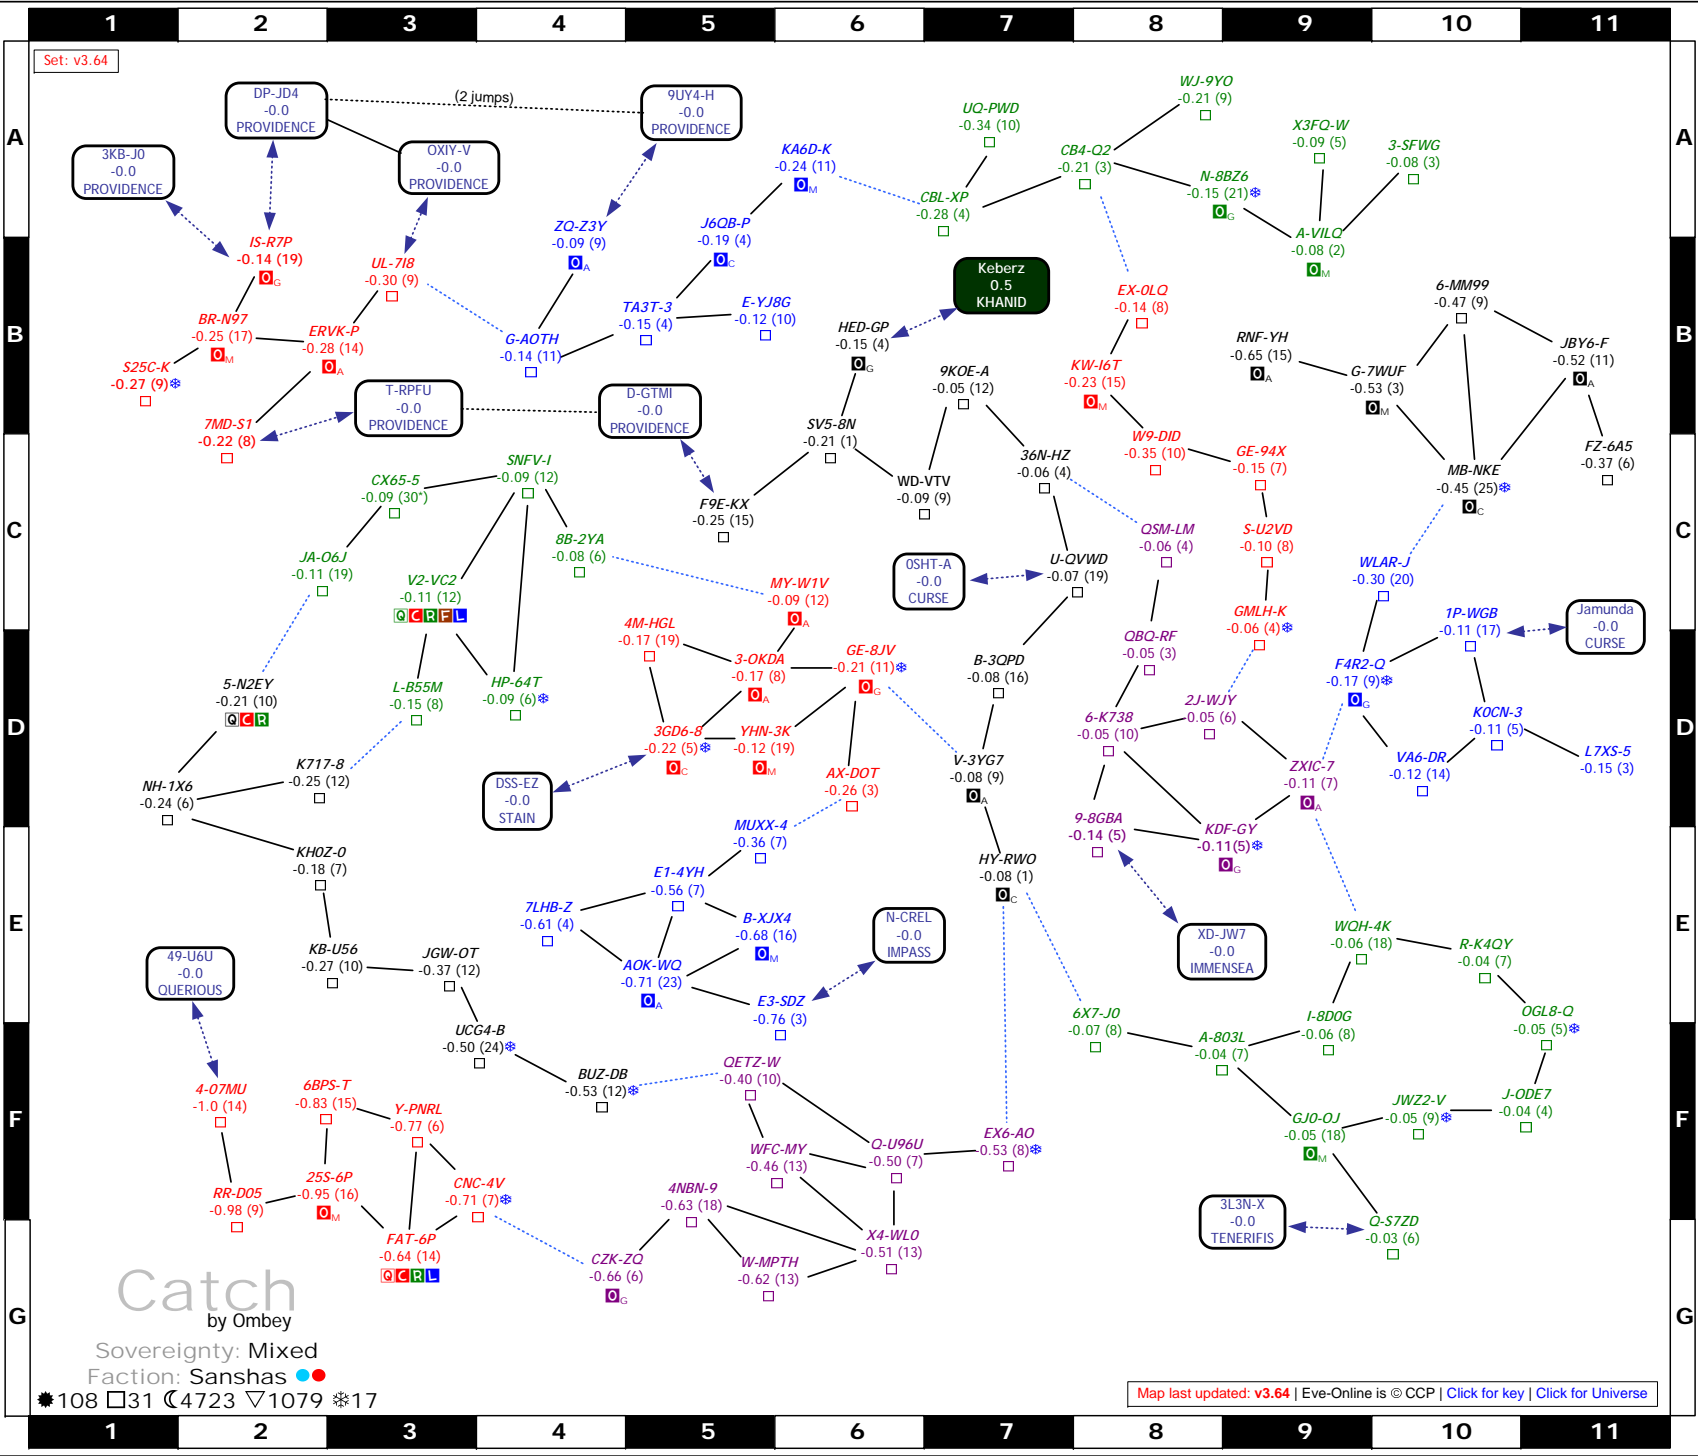 1 2 3 4 5 6 7 8 9 10 11
Set: v3.64
A
A
DP-JD4
-0.0
PROVIDENCE
(2 jumps)
9UY4-H
-0.0
PROVIDENCE
3KB-J0
-0.0
PROVIDENCE
OXIY-V
-0.0
PROVIDENCE
KA6D-K
-0.24 (11)
0M
UQ-PWD
-0.34 (10)
WJ-9YO
-0.21 (9)
CB4-Q2
-0.21 (3)
X3FQ-W
-0.09 (5)
3-SFWG
-0.08 (3)
N-8BZ6
-0.15 (21)❄
0G
CBL-XP
-0.28 (4)
A-VILQ
-0.08 (2)
0M
IS-R7P
-0.14 (19)
0G
ZQ-Z3Y
-0.09 (9)
0A
J6QB-P
-0.19 (4)
0C
B
B
UL-7I8
-0.30 (9)
Keberz
0.5
KHANID
BR-N97
-0.25 (17)
0M
ERVK-P
-0.28 (14)
0A
G-AOTH
-0.14 (11)
TA3T-3
-0.15 (4)
E-YJ8G
-0.12 (10)
HED-GP
-0.15 (4)
0G
EX-0LQ
-0.14 (8)
6-MM99
-0.47 (9)
RNF-YH
-0.65 (15)
0A
JBY6-F
-0.52 (11)
0A
S25C-K
-0.27 (9)❄
9KOE-A
-0.05 (12)
KW-I6T
-0.23 (15)
0M
G-7WUF
-0.53 (3)
0M
T-RPFU
-0.0
PROVIDENCE
D-GTMI
-0.0
PROVIDENCE
7MD-S1
-0.22 (8)
SV5-8N
-0.21 (1)
W9-DID
-0.35 (10)
GE-94X
-0.15 (7)
FZ-6A5
-0.37 (6)
C
C
CX65-5
-0.09 (30*)
SNFV-I
-0.09 (12)
F9E-KX
-0.25 (15)
WD-VTV
-0.09 (9)
36N-HZ
-0.06 (4)
MB-NKE
-0.45 (25)❄
0C
JA-O6J
-0.11 (19)
8B-2YA
-0.08 (6)
QSM-LM
-0.06 (4)
S-U2VD
-0.10 (8)
V2-VC2
-0.11 (12)
Q C R F L
MY-W1V
-0.09 (12)
0A
0SHT-A
-0.0
CURSE
U-QVWD
-0.07 (19)
WLAR-J
-0.30 (20)
GMLH-K
-0.06 (4)❄
1P-WGB
-0.11 (17)
Jamunda
-0.0
CURSE
D
D
4M-HGL
-0.17 (19)
3-OKDA
-0.17 (8)
0A
GE-8JV
-0.21 (11)❄
0G
B-3QPD
-0.08 (16)
QBQ-RF
-0.05 (3)
F4R2-Q
-0.17 (9)❄
0G
5-N2EY
-0.21 (10)
Q C R
L-B55M
-0.15 (8)
HP-64T
-0.09 (6)❄
3GD6-8
-0.22 (5)❄
0C
YHN-3K
-0.12 (19)
0M
6-K738
-0.05 (10)
2J-WJY
0.05 (6)
K0CN-3
-0.11 (5)
NH-1X6
-0.24 (6)
K717-8
-0.25 (12)
DSS-EZ
-0.0
STAIN
AX-DOT
-0.26 (3)
V-3YG7
-0.08 (9)
0A
ZXIC-7
-0.11 (7)
0A
VA6-DR
-0.12 (14)
L7XS-5
-0.15 (3)
E
E
KH0Z-0
-0.18 (7)
MUXX-4
-0.36 (7)
9-8GBA
-0.14 (5)
KDF-GY
-0.11(5)❄
0G
HY-RWO
-0.08 (1)
0C
E1-4YH
-0.56 (7)
7LHB-Z
-0.61 (4)
B-XJX4
-0.68 (16)
0M
N-CREL
-0.0
IMPASS
XD-JW7
-0.0
IMMENSEA
WQH-4K
-0.06 (18)
R-K4QY
-0.04 (7)
49-U6U
-0.0
QUERIOUS
KB-U56
-0.27 (10)
JGW-OT
-0.37 (12)
AOK-WQ
-0.71 (23)
0A
E3-SDZ
-0.76 (3)
6X7-J0
-0.07 (8)
I-8D0G
-0.06 (8)
OGL8-Q
-0.05 (5)❄
F
F
UCG4-B
-0.50 (24)❄
A-803L
-0.04 (7)
4-07MU
-1.0 (14)
6BPS-T
-0.83 (15)
Y-PNRL
-0.77 (6)
BUZ-DB
-0.53 (12)❄
QETZ-W
-0.40 (10)
JWZ2-V
-0.05 (9)❄
J-ODE7
-0.04 (4)
GJ0-OJ
-0.05 (18)
0M
WFC-MY
-0.46 (13)
Q-U96U
-0.50 (7)
EX6-AO
-0.53 (8)❄
RR-D05
-0.98 (9)
25S-6P
-0.95 (16)
0M
CNC-4V
-0.71 (7)❄
4NBN-9
-0.63 (18)
3L3N-X
-0.0
TENERIFIS
Q-S7ZD
-0.03 (6)
G
G
FAT-6P
-0.64 (14)
Q C R L
CZK-ZQ
-0.66 (6)
0G
W-MPTH
-0.62 (13)
X4-WL0
-0.51 (13)
Catch
by Ombey
Sovereignty: Mixed
Faction: Sanshas
108 31 4723 1079 17
Map last updated: v3.64 | Eve-Online is © CCP | Click for key | Click for Universe
1 2 3 4 5 6 7 8 9 10 11